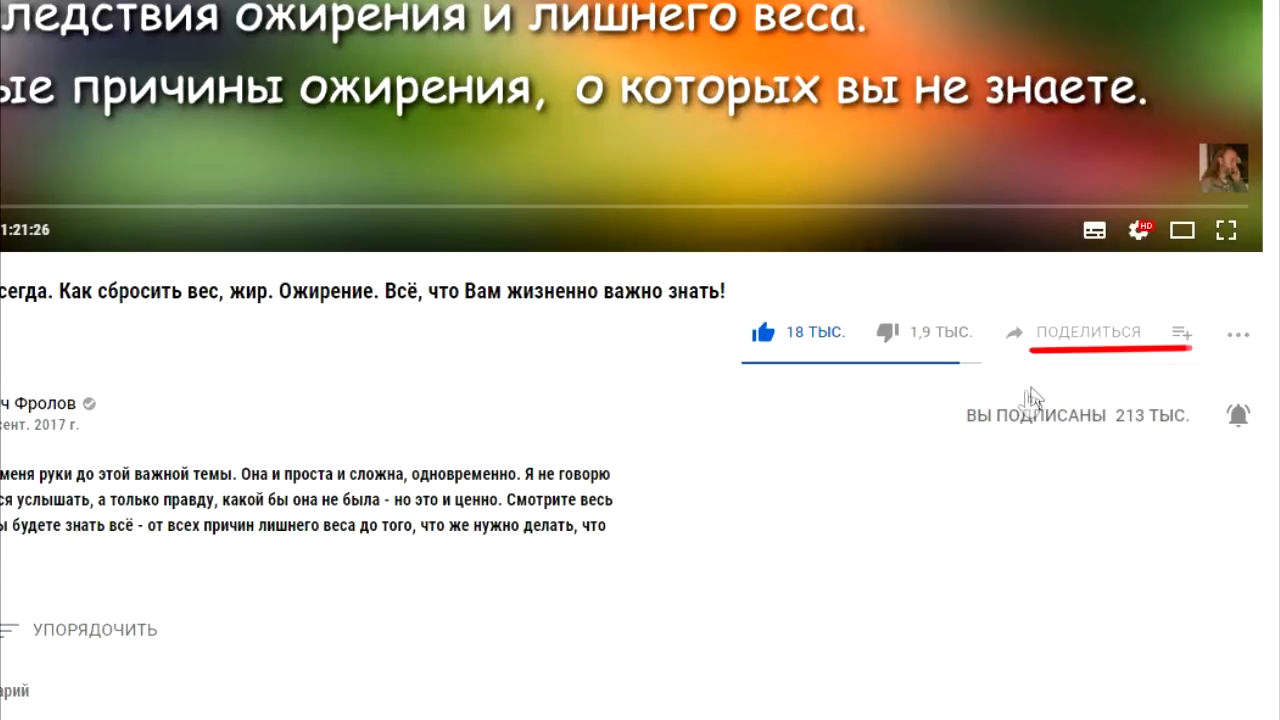 ледствия ожирения и лишнего веса.
ые причины ожирения, о которых вы не знаете.
1:21:26
HD
сегда. Как сбросить вес, жир. Ожирение. Всё, что Вам жизненно важно знать!
18 ТЫС. 1,9 ТЫС. ПОДЕЛИТЬСЯ
ч Фролов
сент. 2017 г.
ВЫ ПОДПИСАНЫ 213 ТЫС.
меня руки до этой важной темы. Она и проста и сложна, одновременно. Я не говорю
ся услышать, а только правду, какой бы она не была - но это и ценно. Смотрите весь
ы будете знать всё - от всех причин лишнего веса до того, что же нужно делать, что
УПОРЯДОЧИТЬ
арий